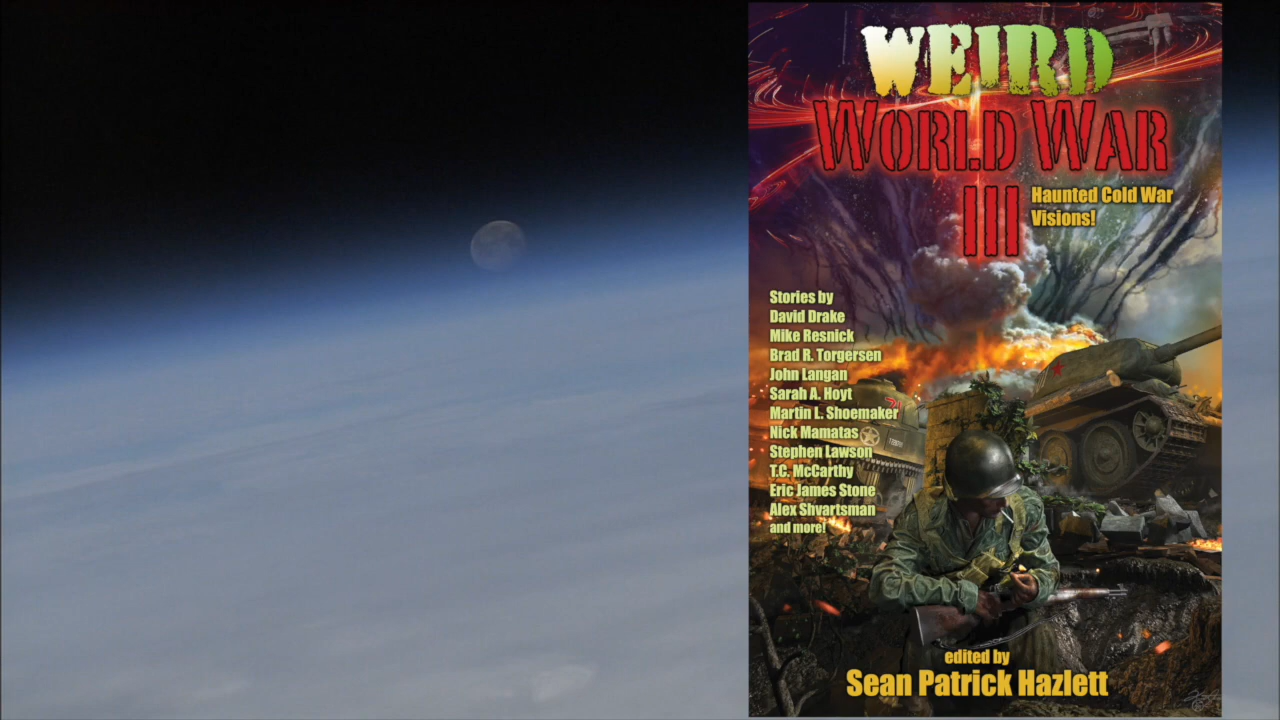 WEIRD
WORLD WAR
III
Haunted Cold War
Visions!
Stories by
David Drake
Mike Resnick
Brad R. Torgersen
John Langan
Sarah A. Hoyt
Martin L. Shoemaker
Nick Mamatas
Stephen Lawson
T.C. McCarthy
Eric James Stone
Alex Shvartsman
and more!
edited by
Sean Patrick Hazlett